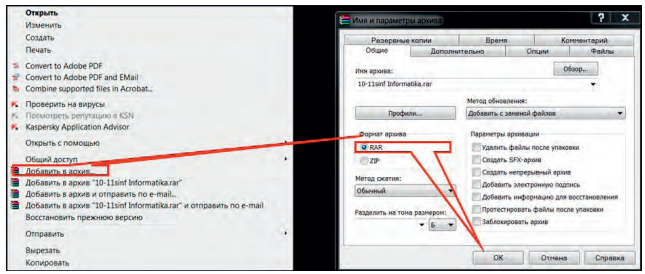 Открыть
Изменить
Создать
Печать
Convert to Adobe PDF
Convert to Adobe PDF and EMail
Combine supported files in Acrobat...
Проверить на вирусы
Посмотреть репутацию в KSN
Kaspersky Application Advisor
Открыть с помощью
Общий доступ
Добавить в архив...
Добавить в архив "10-11sinf Informatika.rar"
Добавить в архив и отправить по e-mail...
Добавить в архив "10-11sinf Informatika.rar" и отправить по e-mail
Восстановить прежнюю версию
Отправить
Вырезать
Копировать
Имя и параметры архива
Резервные копии Время Комментарий
Общие Дополнительно Опции Файлы
Имя архива:
Обзор...
10-11sinf Informatika.rar
Метод обновления:
Профили... Добавить с заменой файлов
Формат архива
RAR
ZIP
Метод сжатия:
Обычный
Разделить на тома размером:
Б
Параметры архивации
Удалить файлы после упаковки
Создать SFX-архив
Создать непрерывный архив
Добавить электронную подпись
Добавить информацию для восстановления
Протестировать файлы после упаковки
Заблокировать архив
OK Отмена Справка